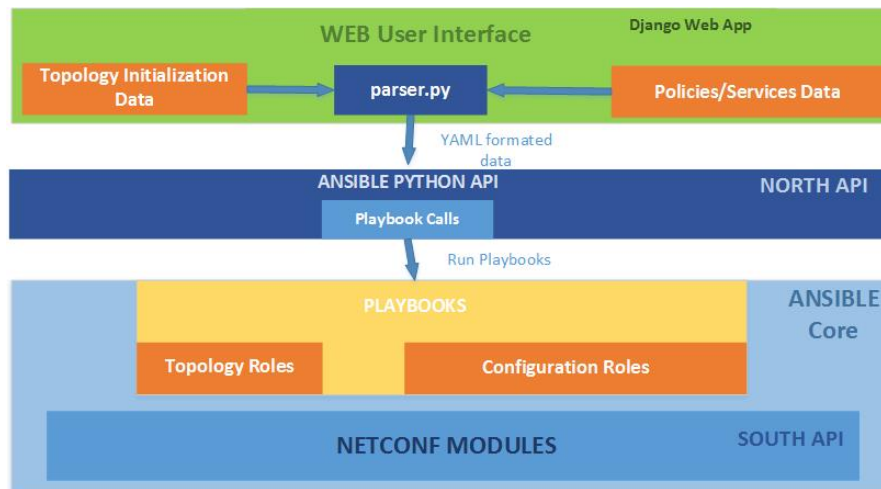 WEB User Interface
Django Web App
Topology Initialization
Data
parser.py
Policies/Services Data
YAML formated
data
ANSIBLE PYTHON API
NORTH API
Playbook Calls
Run Playbooks
ANSIBLE
Core
PLAYBOOKS
Topology Roles
Configuration Roles
NETCONF MODULES
SOUTH API